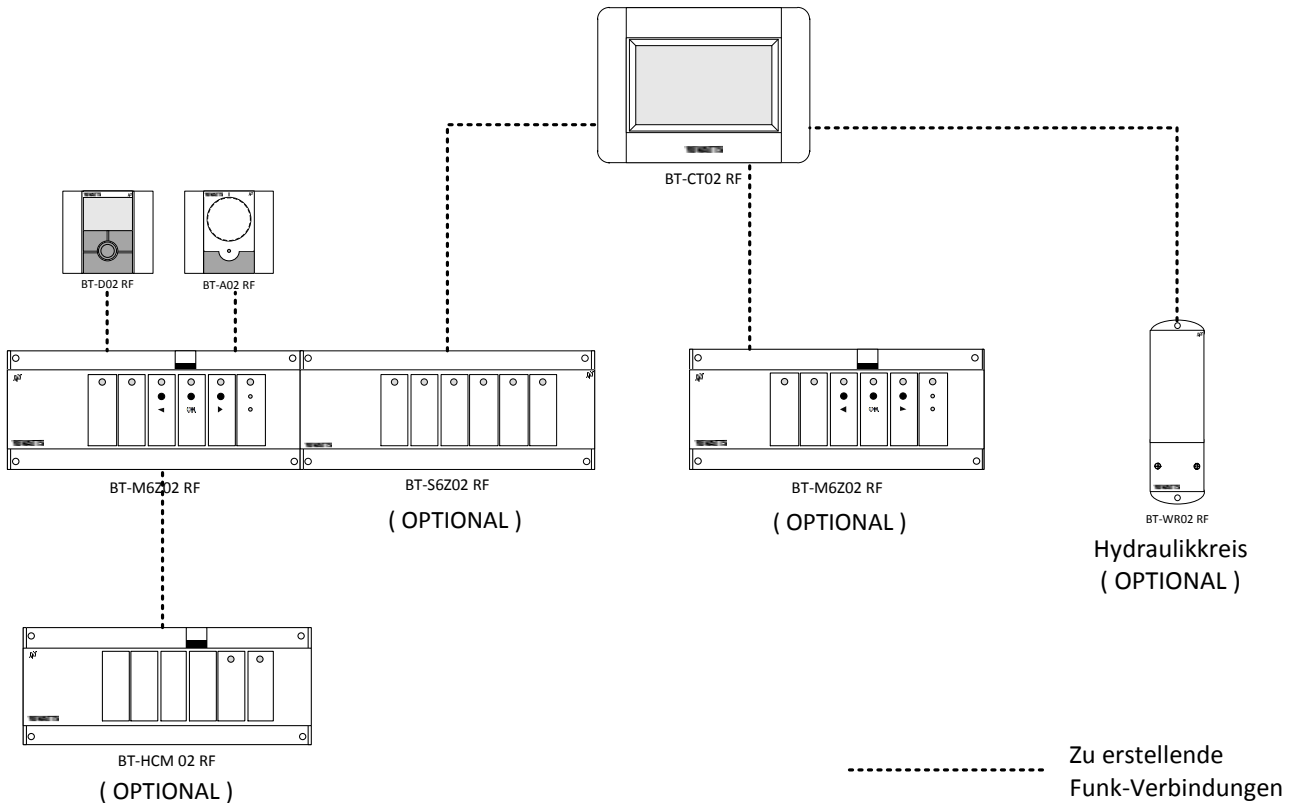 BT-CT02 RF
BT-D02 RF
BT-A02 RF
BT-M6Z02 RF
BT-S6Z02 RF
( OPTIONAL )
BT-M6Z02 RF
( OPTIONAL )
BT-WR02 RF
Hydraulikkreis
( OPTIONAL )
BT-HCM 02 RF
( OPTIONAL )
Zu erstellende
Funk-Verbindungen